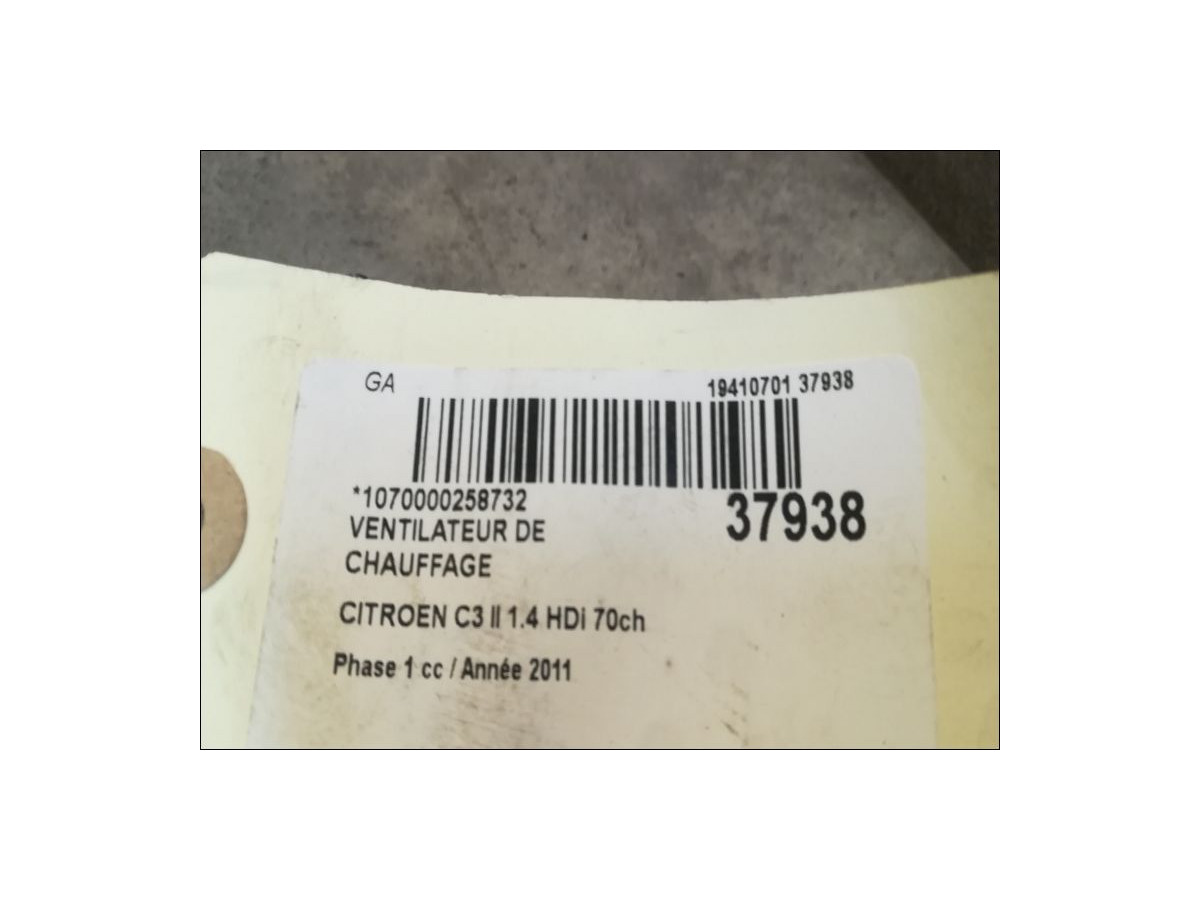 GA 19410701 37938
*1070000258732
37938
VENTILATEUR DE
CHAUFFAGE
CITROEN C3 II 1.4 HDi 70ch
Phase 1 cc / Année 2011